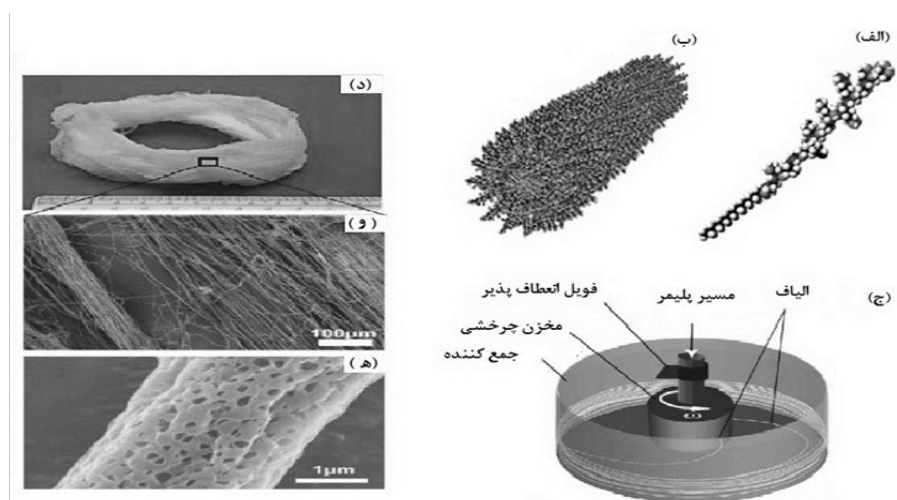 (الف)
(ب)
(د)
(و)
100µm
(ه)
1µm
(ج)
الیاف
مسیر پلیمر
فویل انعطاف پذیر
مخزن چرخشی
جمع کننده
ω